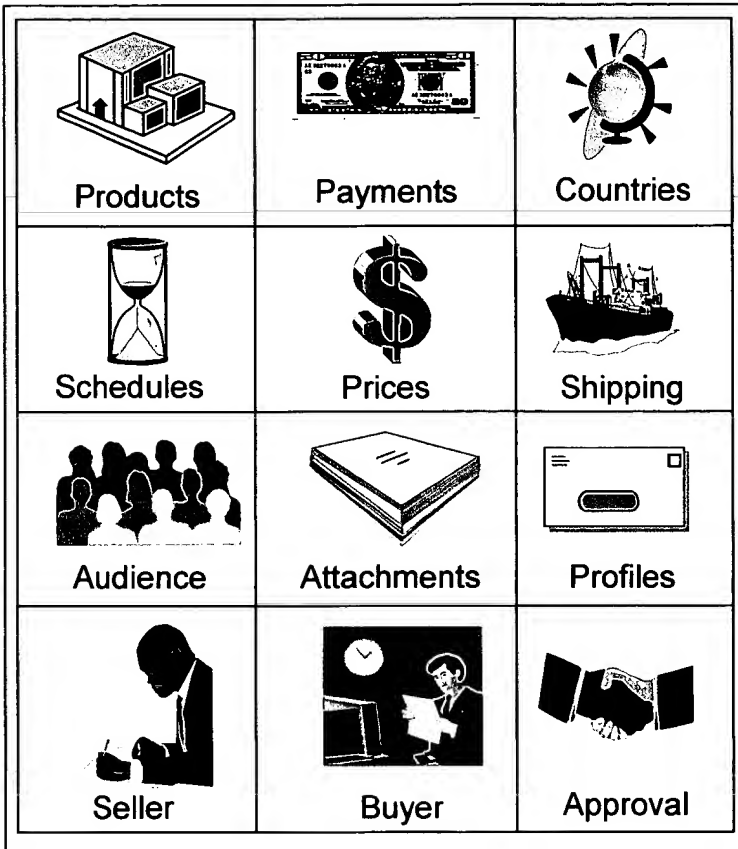 Products
Payments
Countries
Schedules
Prices
Shipping
Audience
Attachments
Profiles
Seller
Buyer
Approval